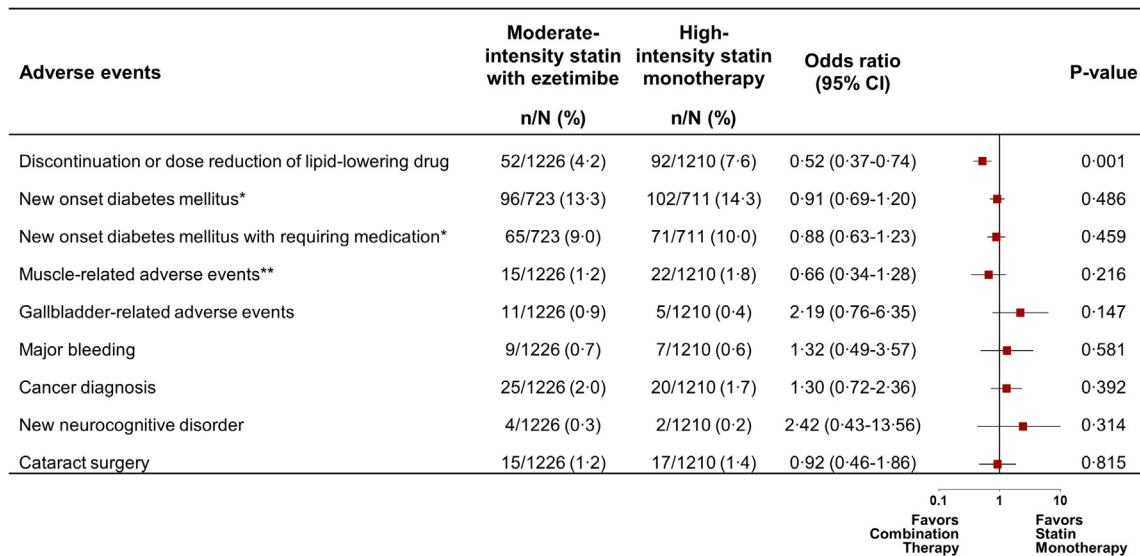 Adverse events
Moderate-
intensity statin
with ezetimibe
n/N (%)
High-
intensity statin
monotherapy
n/N (%)
Odds ratio
(95% CI)
P-value
Discontinuation or dose reduction of lipid-lowering drug 52/1226 (4·2) 92/1210 (7·6) 0·52 (0·37-0·74) 0·001
New onset diabetes mellitus* 96/723 (13·3) 102/711 (14·3) 0·91 (0·69-1·20) 0·486
New onset diabetes mellitus with requiring medication* 65/723 (9·0) 71/711 (10·0) 0·88 (0·63-1·23) 0·459
Muscle-related adverse events** 15/1226 (1·2) 22/1210 (1·8) 0·66 (0·34-1·28) 0·216
Gallbladder-related adverse events 11/1226 (0·9) 5/1210 (0·4) 2·19 (0·76-6·35) 0·147
Major bleeding 9/1226 (0·7) 7/1210 (0·6) 1·32 (0·49-3·57) 0·581
Cancer diagnosis 25/1226 (2·0) 20/1210 (1·7) 1·30 (0·72-2·36) 0·392
New neurocognitive disorder 4/1226 (0·3) 2/1210 (0·2) 2·42 (0·43-13·56) 0·314
Cataract surgery 15/1226 (1·2) 17/1210 (1·4) 0·92 (0·46-1·86) 0·815
0.1 1 10
Favors
Combination
Therapy
Favors
Statin
Monotherapy